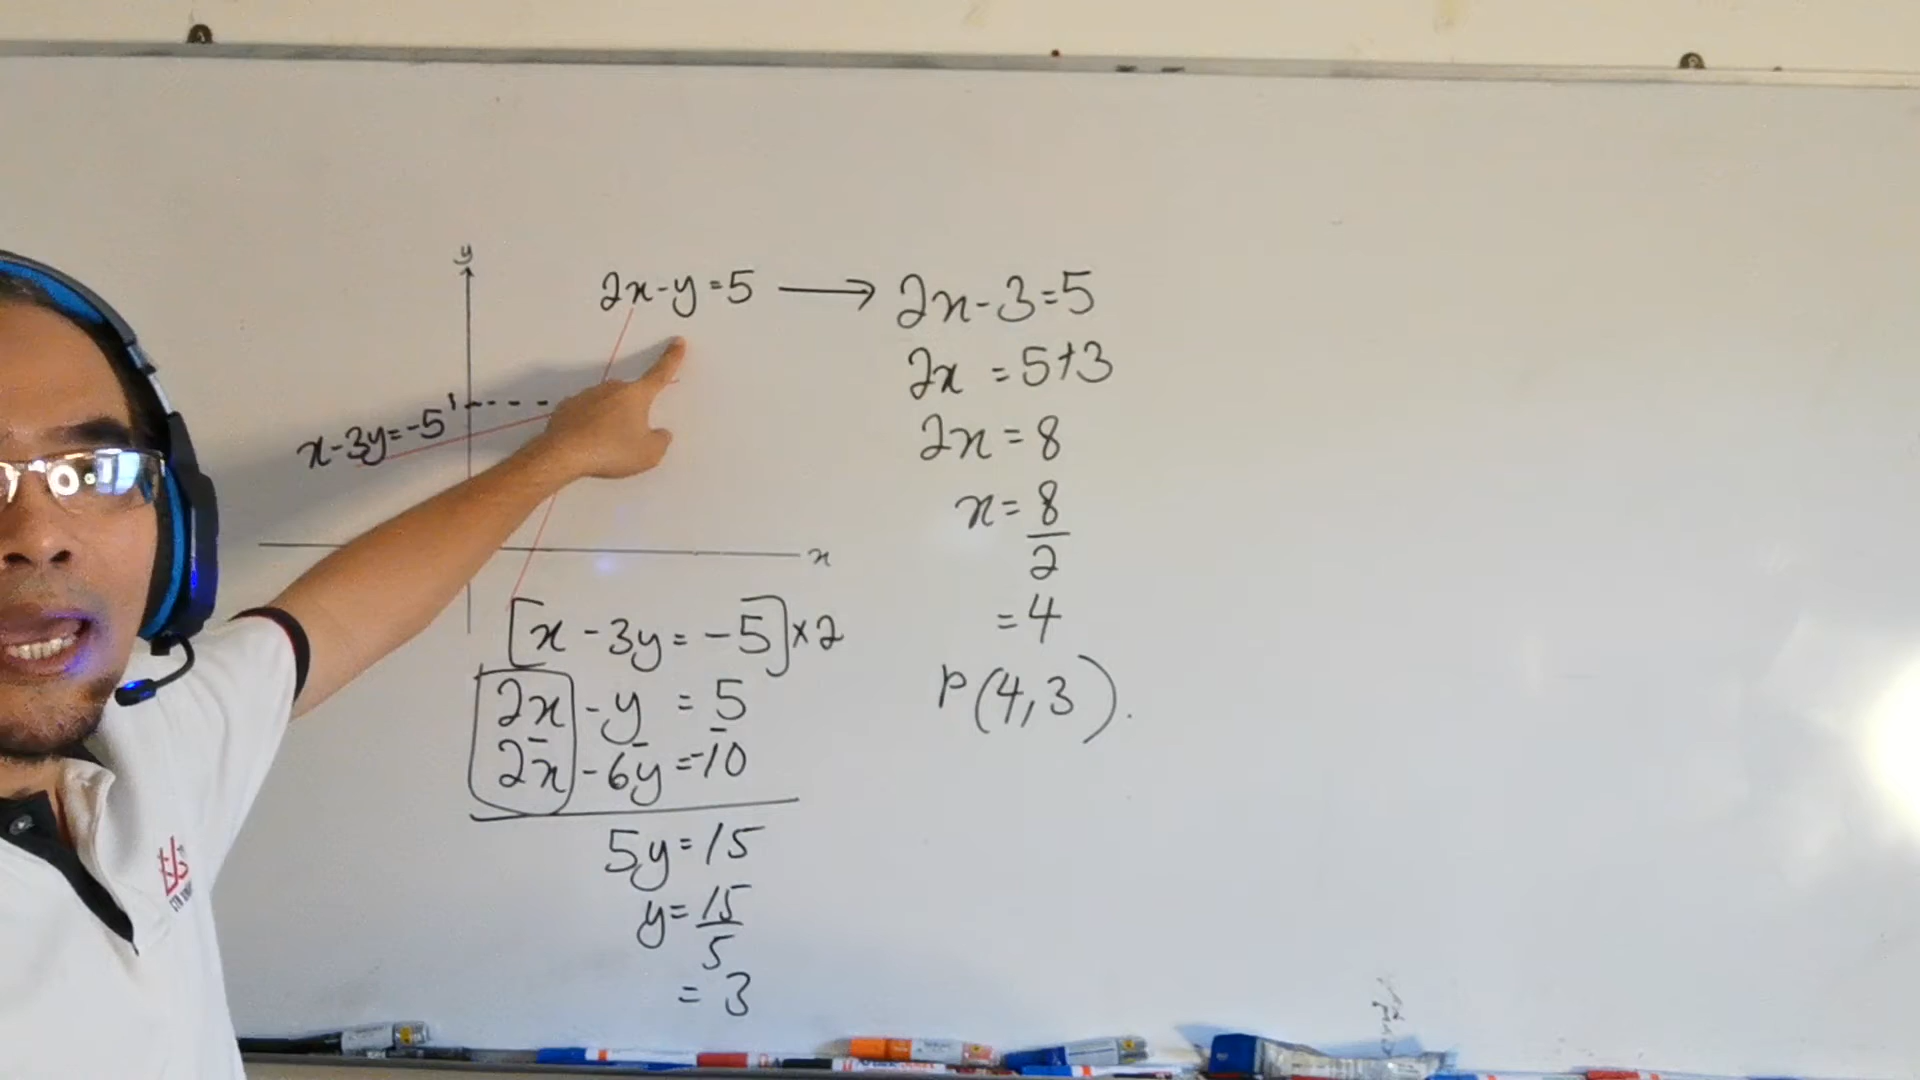 y
2x-y=5 → 2x-3=5
2x = 5+3
x-3y=-5
2x = 8
x = 8/2
x
= 4
[x - 3y = -5] × 2
2x - y = 5
P(4,3).
2x - 6y = -10
5y = 15
y = 15/5
= 3